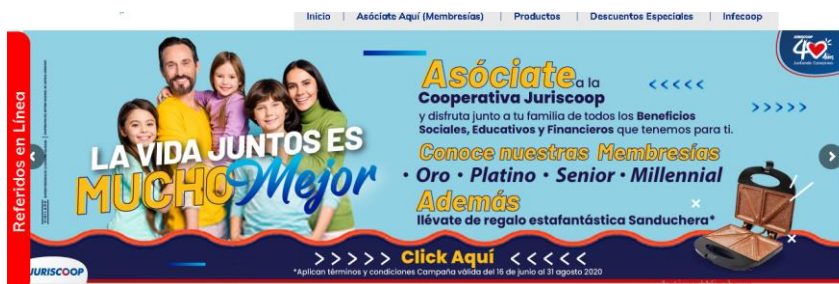 Inicio | Asóciate Aquí (Membresías) | Productos | Descuentos Especiales | Infecoop
Referidos en Línea
LA VIDA JUNTOS ES
MUCHO Mejor
Asóciate a la
Cooperativa Juriscoop
y disfruta junto a tu familia de todos los Beneficios
Sociales, Educativos y Financieros que tenemos para ti.
Conoce nuestras Membresías
• Oro • Platino • Senior • Millennial
Además
llévate de regalo estafantástica Sanduchera*
>>>>> Click Aquí <<<<<
*Aplican términos y condiciones Campaña válida del 16 de junio al 31 agosto 2020
JURISCOOP
JURISCOOP
40